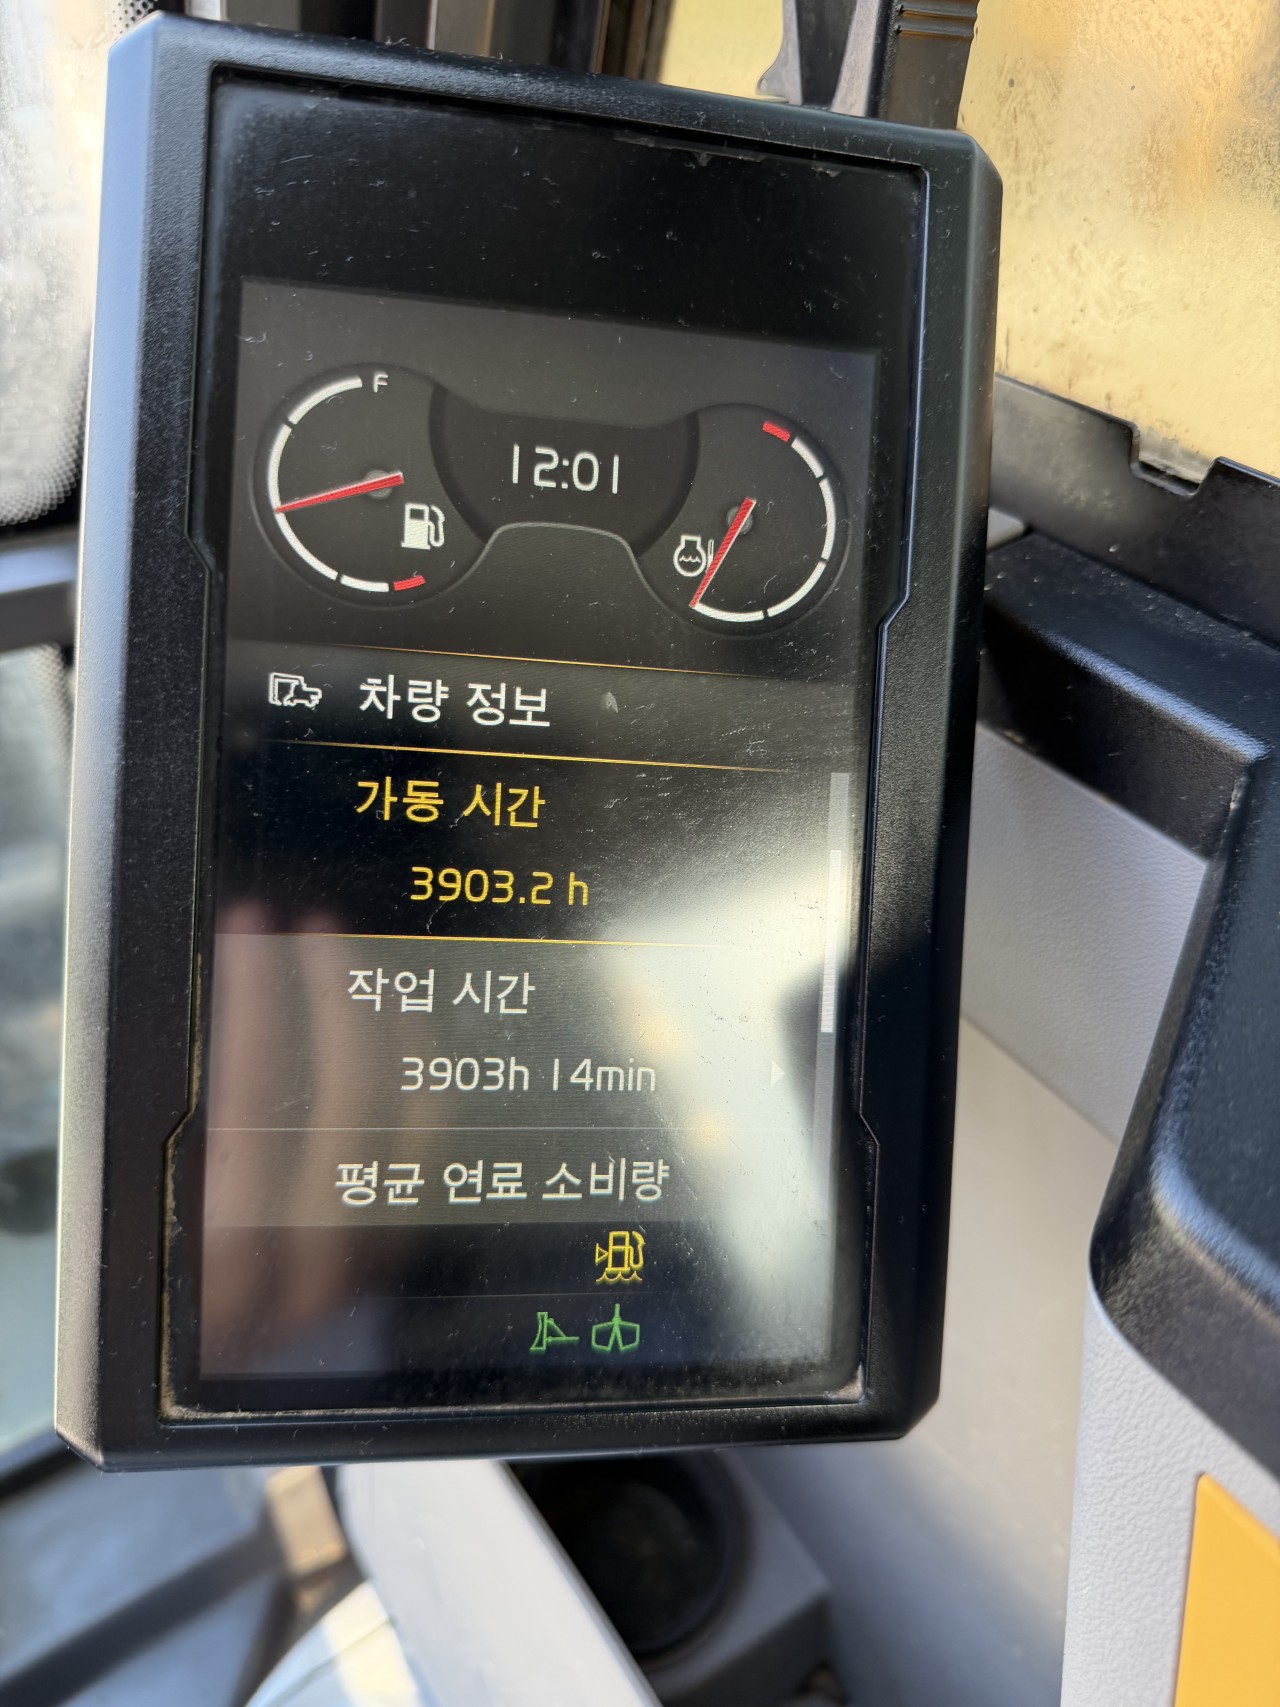 F
12:01
차량 정보
가동 시간
3903.2 h
작업 시간
3903h 14min
평균 연료 소비량